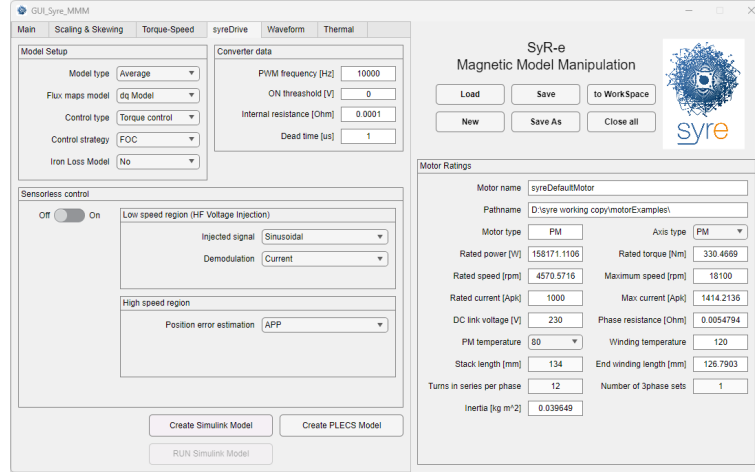 GUI_Syre_MMM
Main Scaling & Skewing Torque-Speed syreDrive Waveform Thermal
Model Setup
Model type Average
Flux maps model dq Model
Control type Torque control
Control strategy FOC
Iron Loss Model No
Converter data
PWM frequency [Hz] 10000
ON threshold [V] 0
Internal resistance [Ohm] 0.0001
Dead time [us] 1
Sensorless control
Off On
Low speed region (HF Voltage Injection)
Injected signal Sinusoidal
Demodulation Current
High speed region
Position error estimation APP
Create Simulink Model Create PLECS Model
RUN Simulink Model
SyR-e
Magnetic Model Manipulation
Load Save to WorkSpace
New Save As Close all
syre
Motor Ratings
Motor name syreDefaultMotor
Pathname D:\syre working copy\motorExamples\
Motor type PM Axis type PM
Rated power [W] 158171.1106 Rated torque [Nm] 330.4669
Rated speed [rpm] 4570.5716 Maximum speed [rpm] 18100
Rated current [Apk] 1000 Max current [Apk] 1414.2136
DC link voltage [V] 230 Phase resistance [Ohm] 0.0054794
PM temperature 80 Winding temperature 120
Stack length [mm] 134 End winding length [mm] 126.7903
Turns in series per phase 12 Number of 3phase sets 1
Inertia [kg m^2] 0.039649